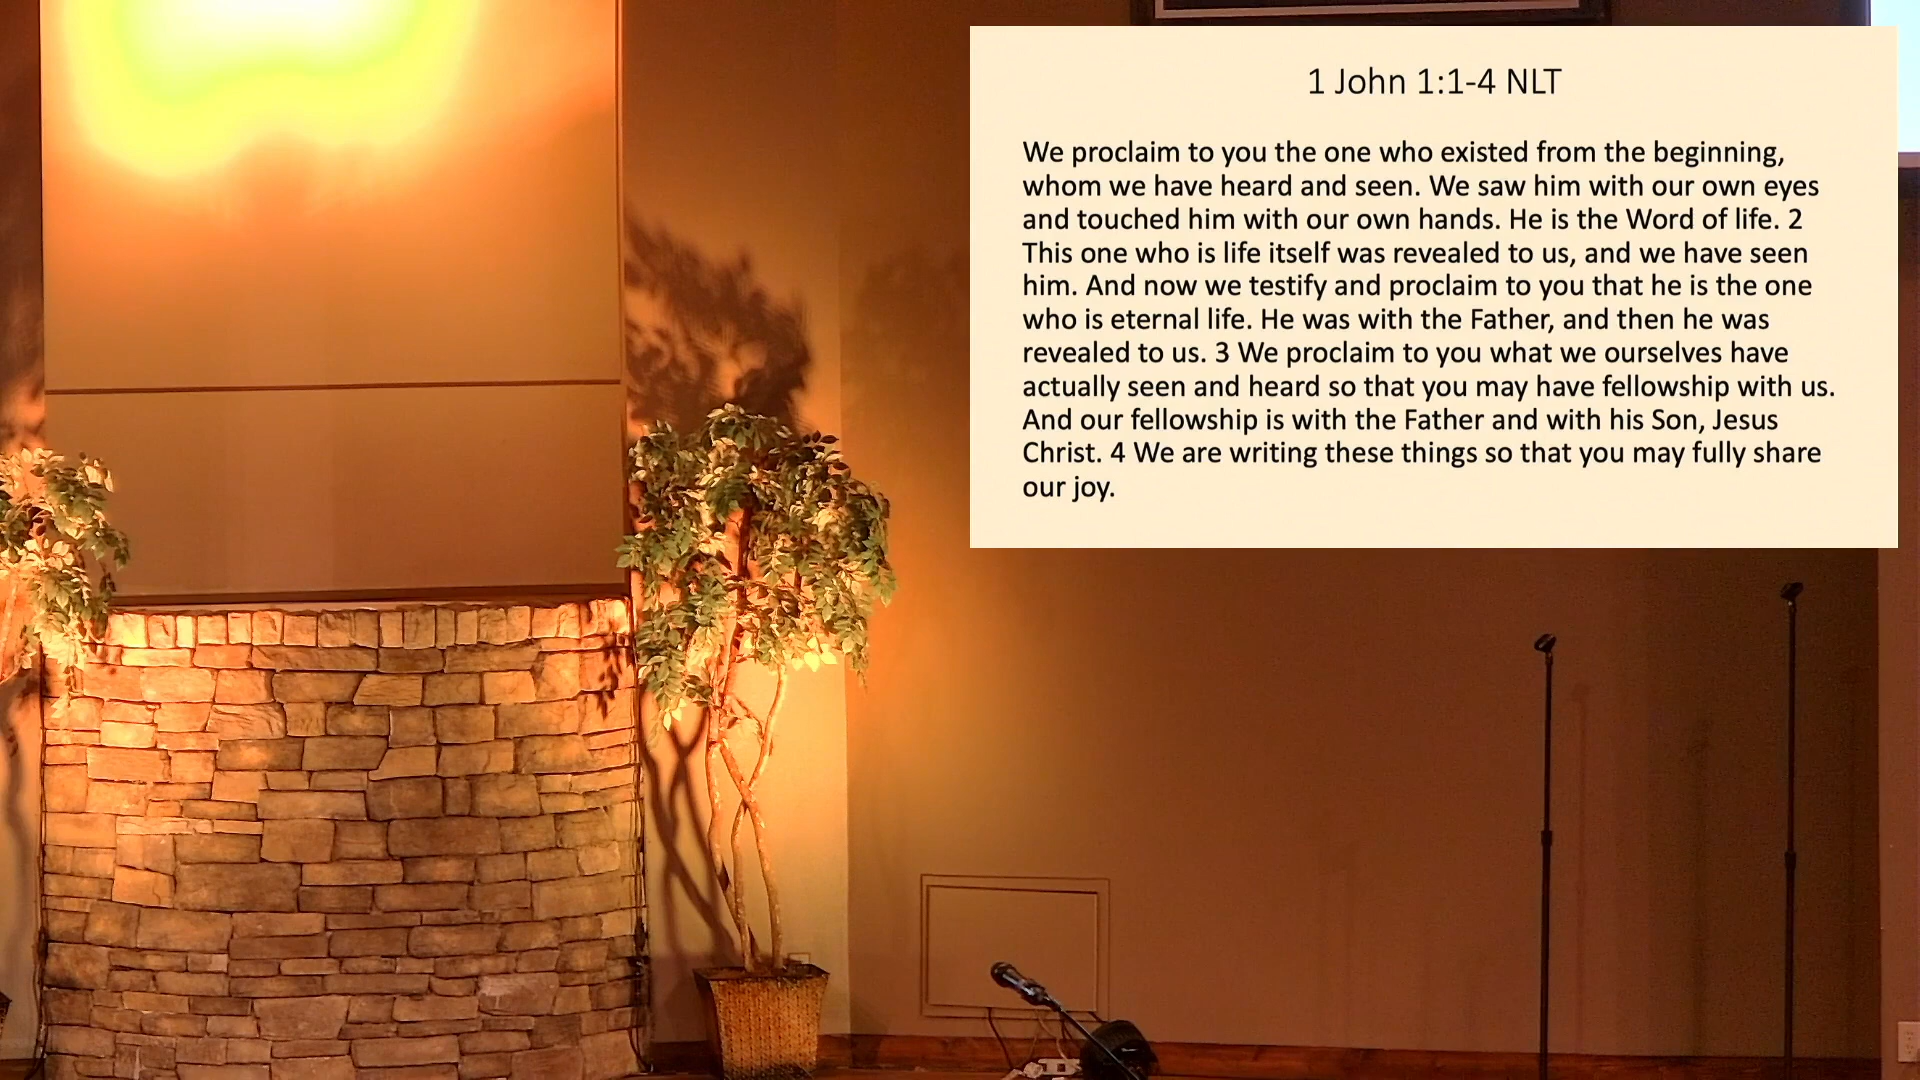 1 John 1:1-4 NLT
We proclaim to you the one who existed from the beginning,
whom we have heard and seen. We saw him with our own eyes
and touched him with our own hands. He is the Word of life. 2
This one who is life itself was revealed to us, and we have seen
him. And now we testify and proclaim to you that he is the one
who is eternal life. He was with the Father, and then he was
revealed to us. 3 We proclaim to you what we ourselves have
actually seen and heard so that you may have fellowship with us.
And our fellowship is with the Father and with his Son, Jesus
Christ. 4 We are writing these things so that you may fully share
our joy.